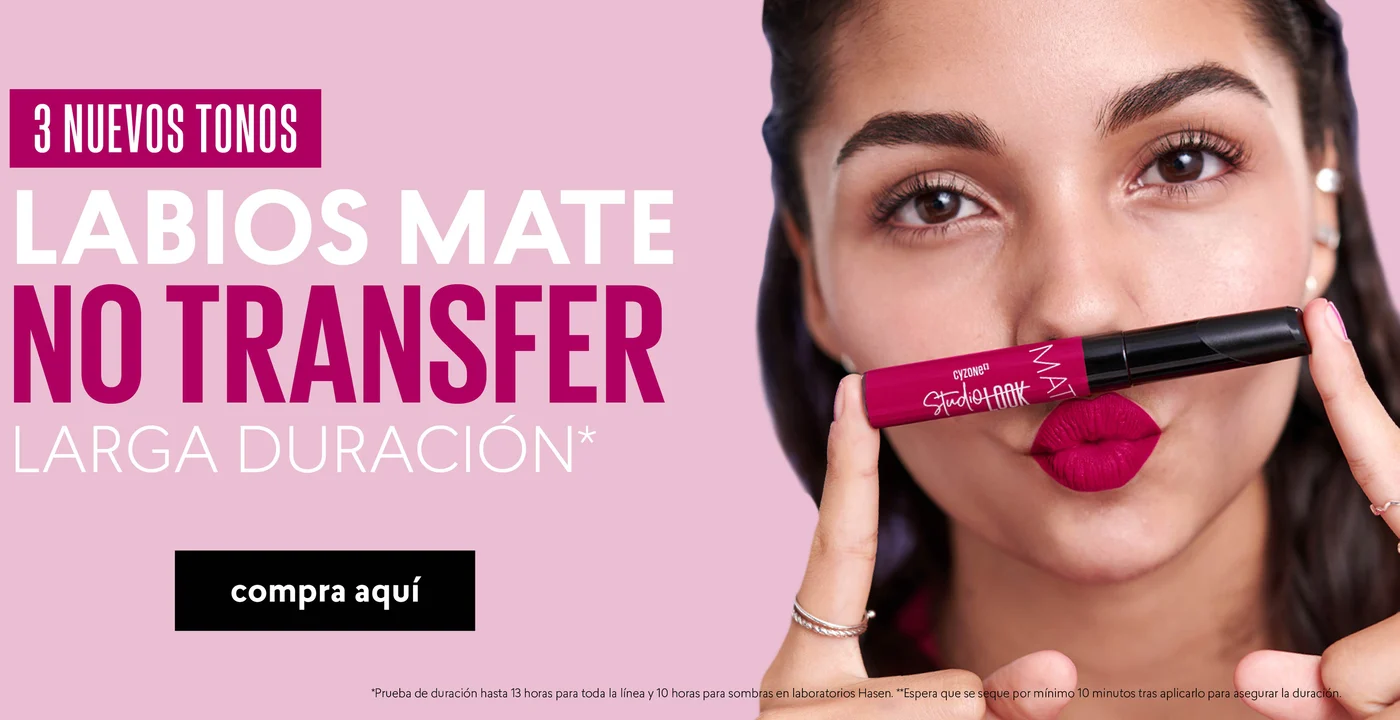 3 NUEVOS TONOS
LABIOS MATE
NO TRANSFER
LARGA DURACIÓN*
cyzone
Studio LOOK
MAT
compra aquí
*Prueba de duración hasta 13 horas para toda la línea y 10 horas para sombras en laboratorios Hasen. **Espera que se seque por mínimo 10 minutos tras aplicarlo para asegurar la duración.